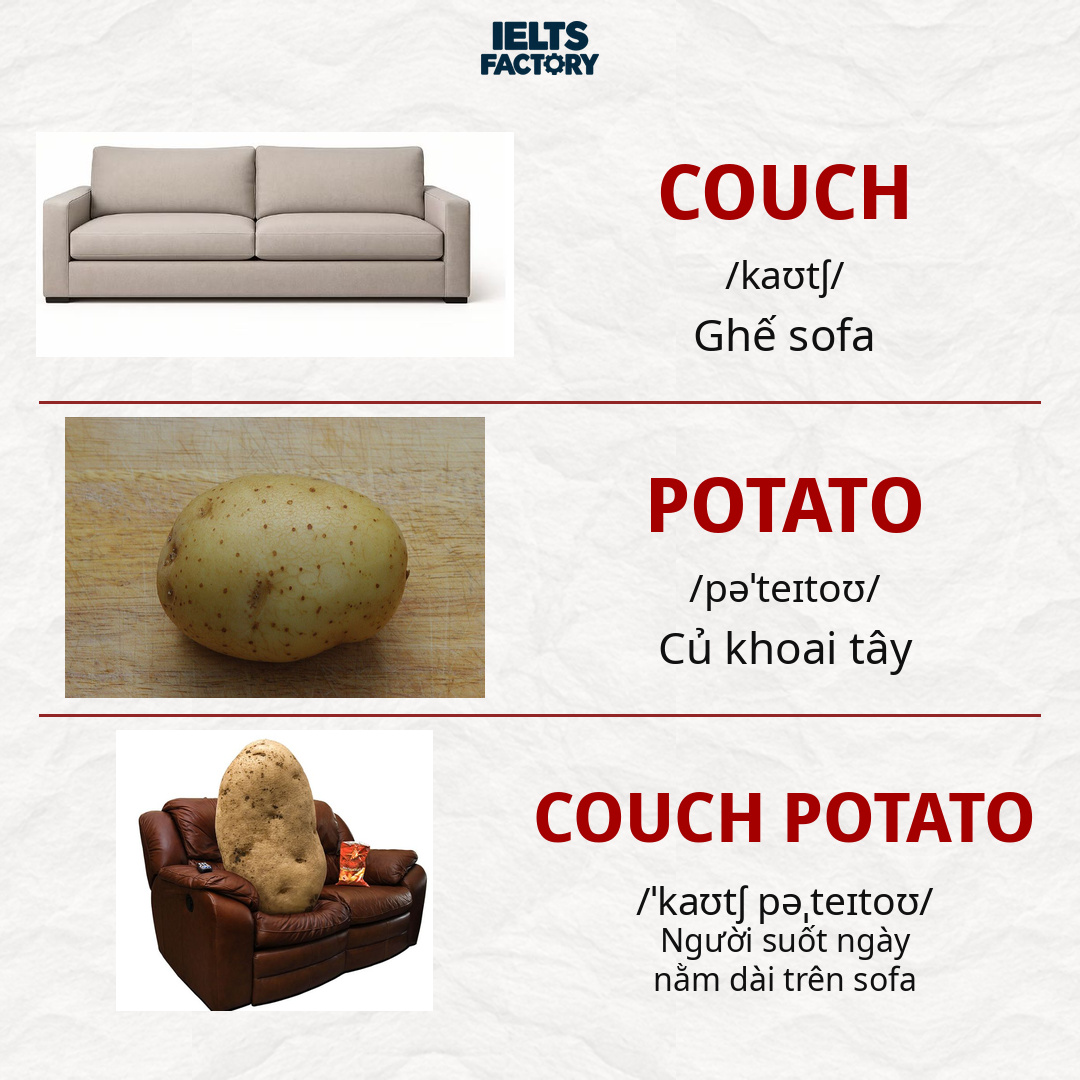 IELTS
FACTORY
COUCH
/kaʊtʃ/
Ghế sofa
POTATO
/pəˈteɪtoʊ/
Củ khoai tây
COUCH POTATO
/ˈkaʊtʃ pəˌteɪtoʊ/
Người suốt ngày
nằm dài trên sofa